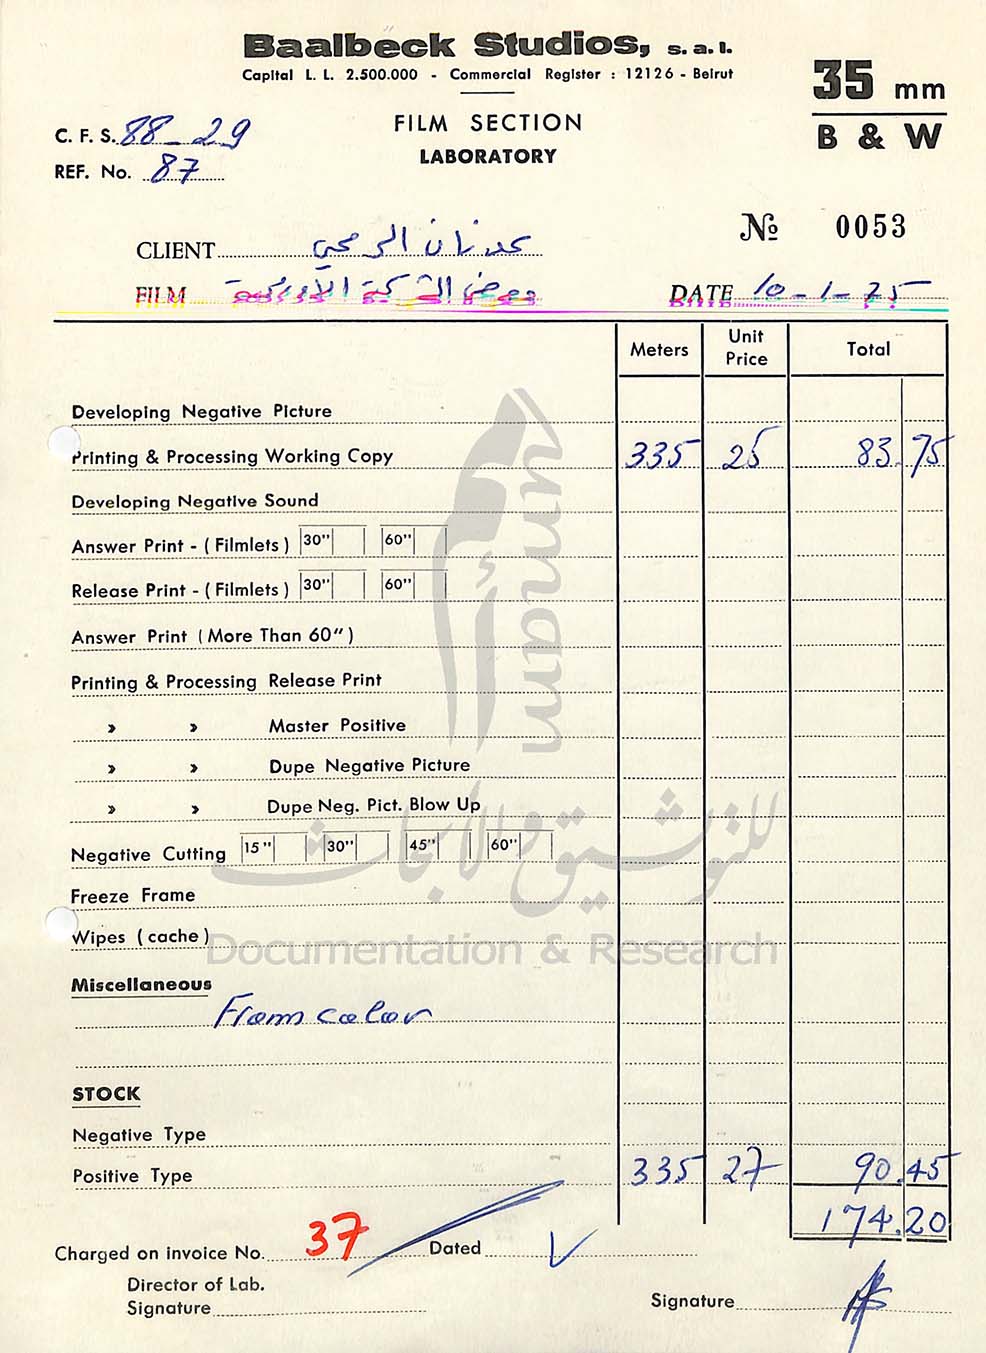 Baalbeck Studios, s.a.l.
Capital L. L. 2.500.000 - Commercial Register : 12126 - Beirut
35 mm
B & W
FILM SECTION
LABORATORY
C. F. S. 88-29
REF. No. 87
№ 0053
CLIENT عدنان الرمحي
FILM معرض الشركة
DATE 10-1-75
Meters Unit Price Total
Developing Negative Picture
Printing & Processing Working Copy 335 25 83.75
Developing Negative Sound
Answer Print - ( Filmlets ) 30" 60"
Release Print - ( Filmlets ) 30" 60"
Answer Print ( More Than 60" )
Printing & Processing Release Print
» » Master Positive
» » Dupe Negative Picture
» » Dupe Neg. Pict. Blow Up
Negative Cutting 15" 30" 45" 60"
Freeze Frame
Wipes ( cache )
Miscellaneous
From color
STOCK
Negative Type
Positive Type 335 27 90.45
174.20
Charged on invoice No. 37 Dated
Director of Lab.
Signature
Signature
umam
أمم
للتوثيق والأبحاث
Documentation & Research